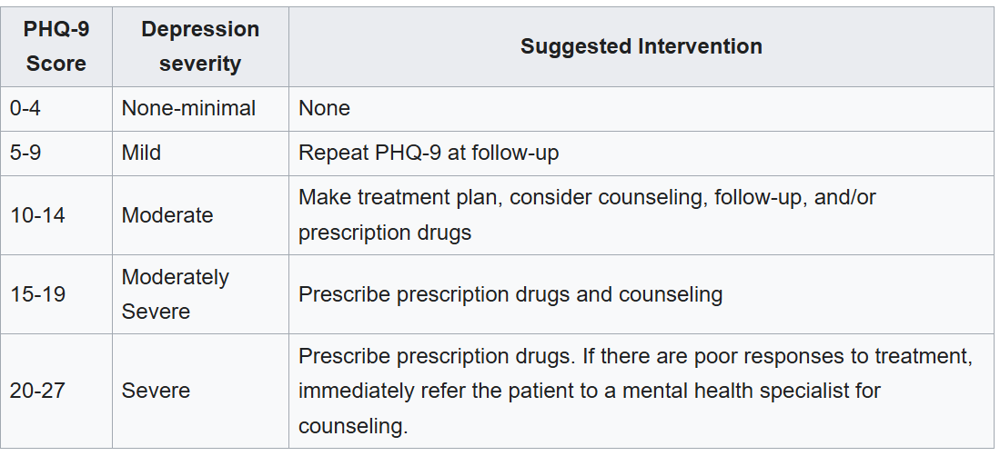 PHQ-9 Score
Depression severity
Suggested Intervention
0-4
None-minimal
None
5-9
Mild
Repeat PHQ-9 at follow-up
10-14
Moderate
Make treatment plan, consider counseling, follow-up, and/or
prescription drugs
15-19
Moderately
Severe
Prescribe prescription drugs and counseling
20-27
Severe
Prescribe prescription drugs. If there are poor responses to treatment,
immediately refer the patient to a mental health specialist for
counseling.